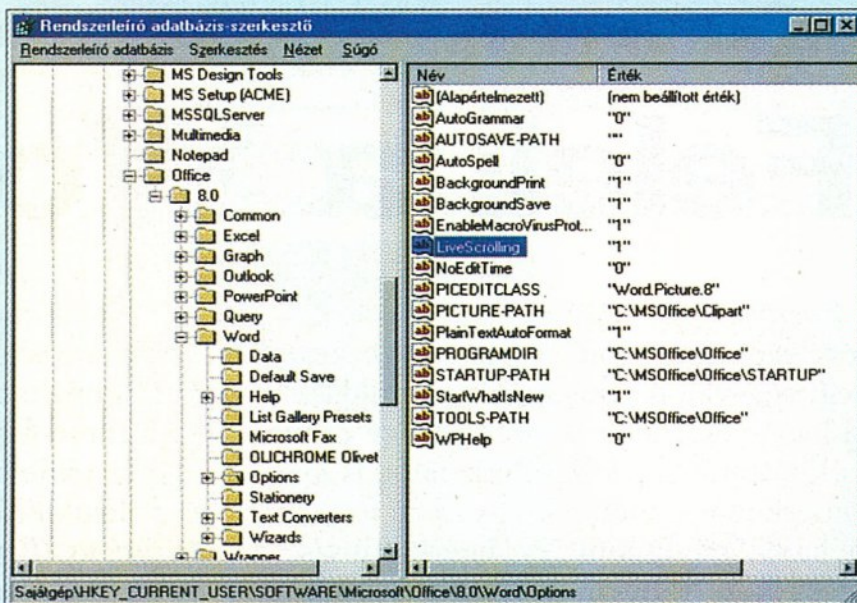 Rendszerleíró adatbázis-szerkesztő
Rendszerleíró adatbázis Szerkesztés Nézet Súgó
MS Design Tools
MS Setup (ACME)
MSSQLServer
Multimedia
Notepad
Office
8.0
Common
Excel
Graph
Outlook
PowerPoint
Query
Word
Data
Default Save
Help
List Gallery Presets
Microsoft Fax
OLICHROME Olivet
Options
Stationery
Text Converters
Wizards
Wrapper
Név Érték
(Alapértelmezett) (nem beállított érték)
AutoGrammar "0"
AUTOSAVE-PATH ""
AutoSpell "0"
BackgroundPrint "1"
BackgroundSave "1"
EnableMacroVirusProt... "1"
LiveScrolling "1"
NoEditTime "0"
PICEDITCLASS "Word.Picture.8"
PICTURE-PATH "C:\MSOffice\Clipart"
PlainTextAutoFormat "1"
PROGRAMDIR "C:\MSOffice\Office"
STARTUP-PATH "C:\MSOffice\Office\STARTUP"
StartWhatIsNew "1"
TOOLS-PATH "C:\MSOffice\Office"
WPHelp "0"
Sajátgép\HKEY_CURRENT_USER\SOFTWARE\Microsoft\Office\8.0\Word\Options